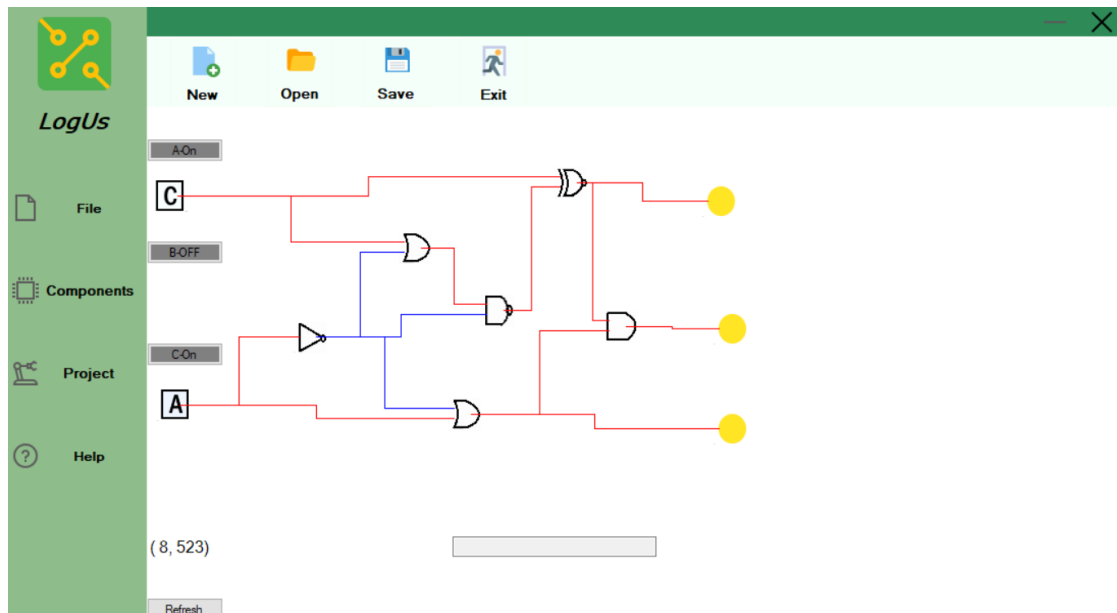 LogUs
New
Open
Save
Exit
File
Components
Project
Help
A-On
C
B-OFF
C-On
A
( 8, 523)
Refresh